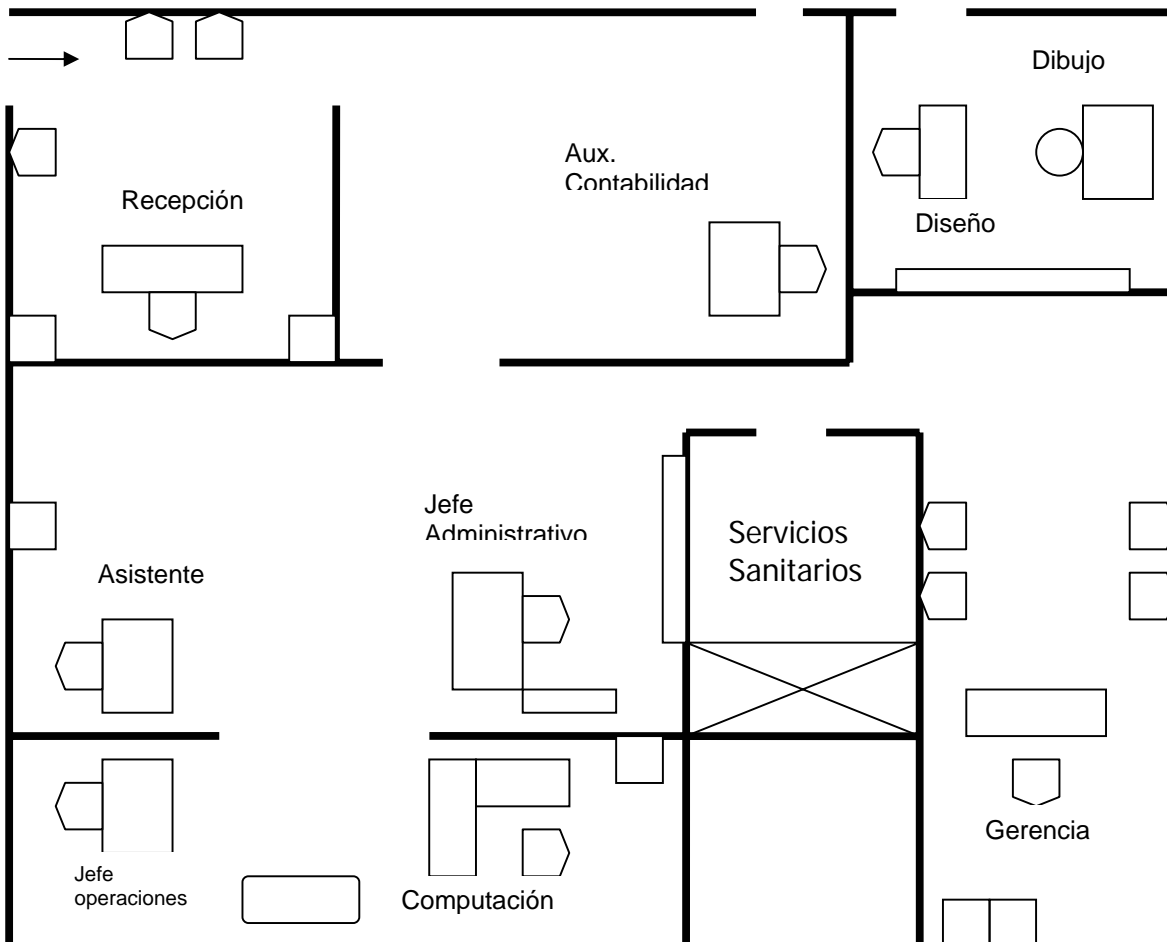 Dibujo
Aux.
Contabilidad
Recepción
Diseño
Jefe
Administrativo
Servicios
Sanitarios
Asistente
Gerencia
Jefe
operaciones
Computación